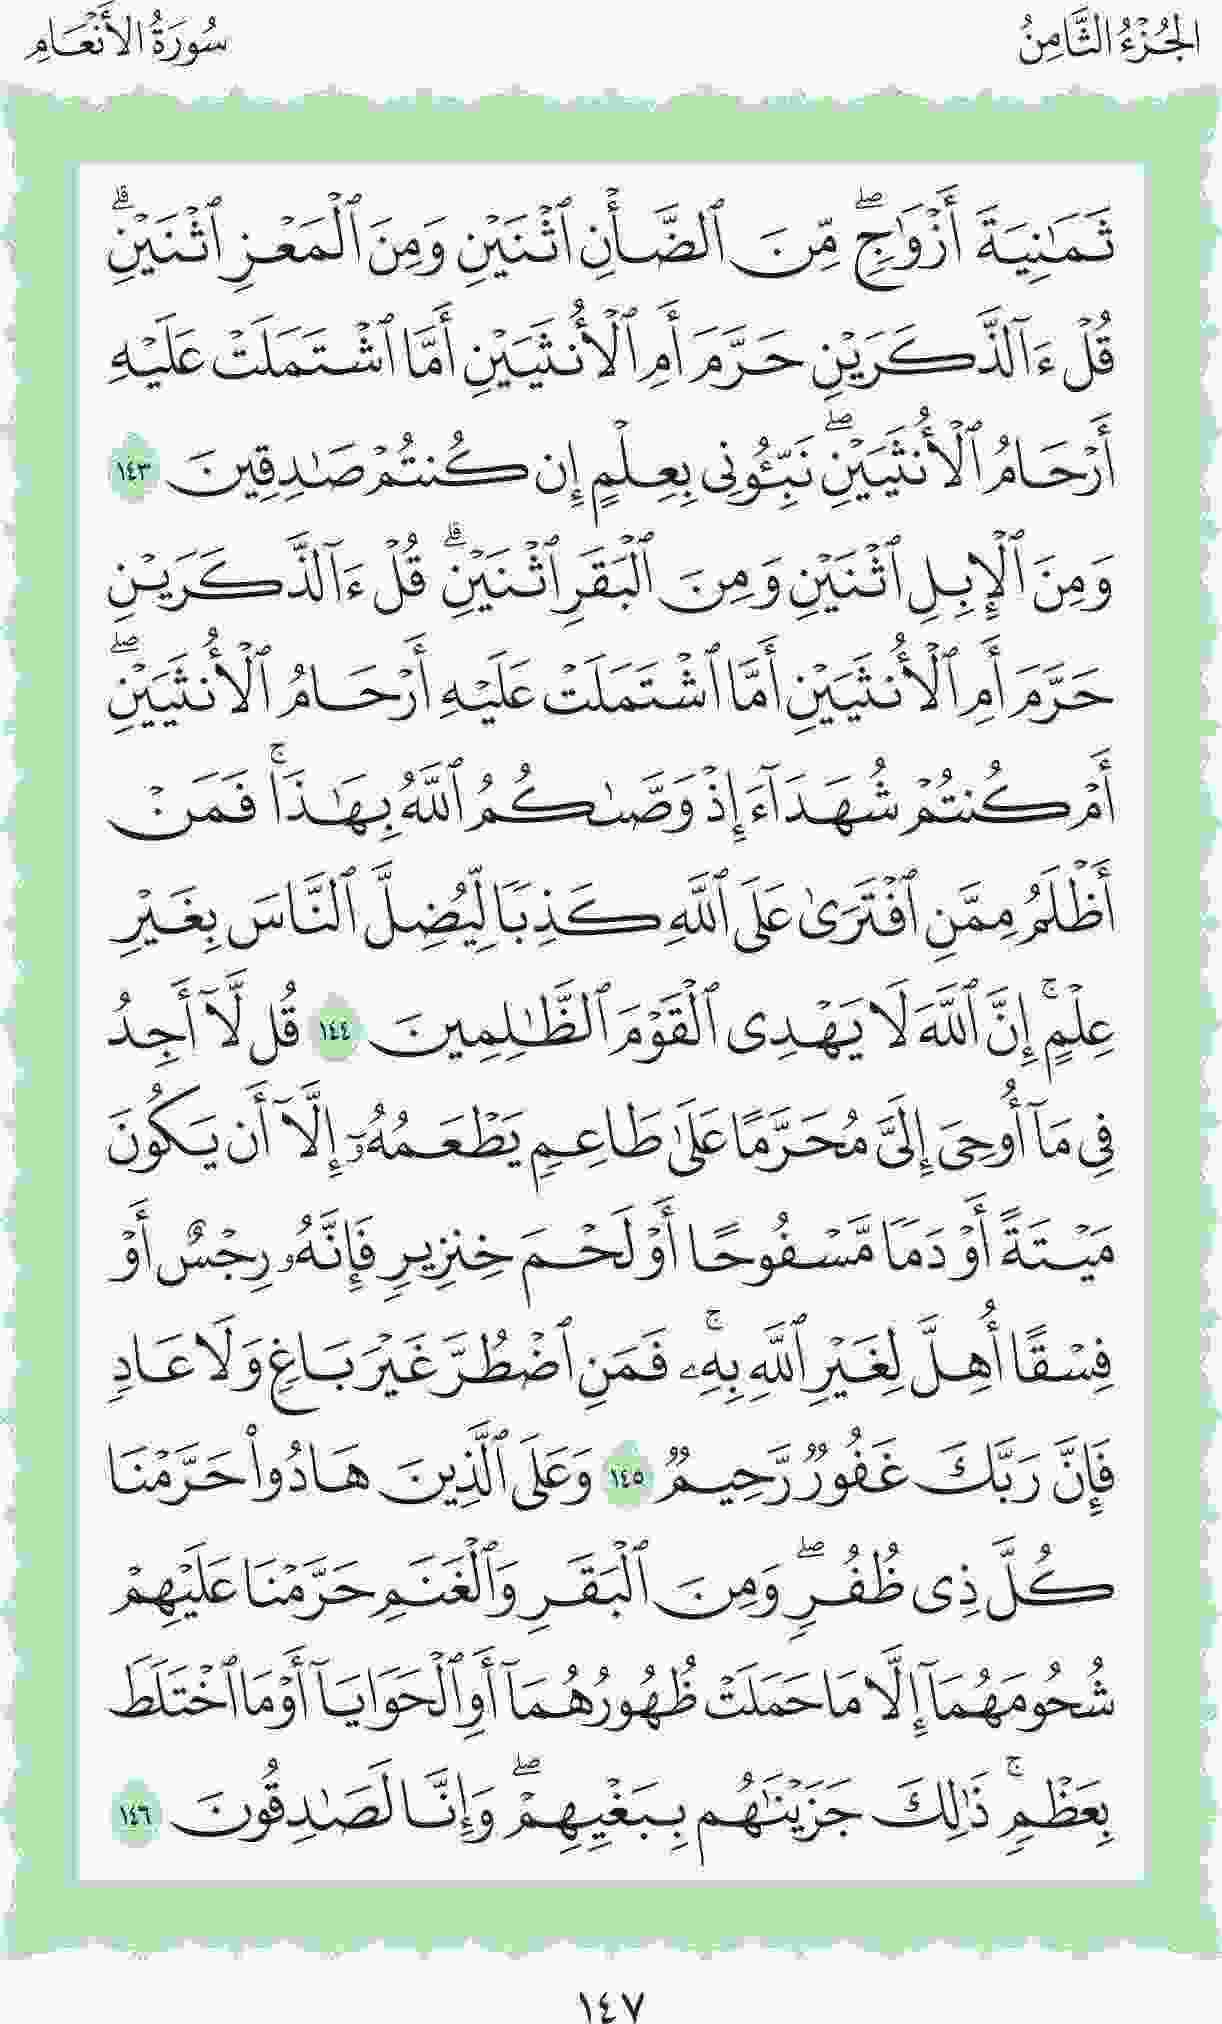 الجُزْءُ الثَّامِنُ
سُورَةُ الأَنْعَامِ
ثَمَٰنِيَةَ أَزْوَٰجٖۖ مِّنَ ٱلضَّأۡنِ ٱثۡنَيۡنِ وَمِنَ ٱلۡمَعۡزِ ٱثۡنَيۡنِۗ
قُلۡ ءَآلذَّكَرَيۡنِ حَرَّمَ أَمِ ٱلۡأُنثَيَيۡنِ أَمَّا ٱشۡتَمَلَتۡ عَلَيۡهِ
أَرۡحَامُ ٱلۡأُنثَيَيۡنِۖ نَبِّـُٔونِي بِعِلۡمٍ إِن كُنتُمۡ صَٰدِقِينَ ١٤٣
وَمِنَ ٱلۡإِبِلِ ٱثۡنَيۡنِ وَمِنَ ٱلۡبَقَرِ ٱثۡنَيۡنِۗ قُلۡ ءَآلذَّكَرَيۡنِ
حَرَّمَ أَمِ ٱلۡأُنثَيَيۡنِ أَمَّا ٱشۡتَمَلَتۡ عَلَيۡهِ أَرۡحَامُ ٱلۡأُنثَيَيۡنِۖ
أَمۡ كُنتُمۡ شُهَدَآءَ إِذۡ وَصَّىٰكُمُ ٱللَّهُ بِهَٰذَاۚ فَمَنۡ
أَظۡلَمُ مِمَّنِ ٱفۡتَرَىٰ عَلَى ٱللَّهِ كَذِبٗا لِّيُضِلَّ ٱلنَّاسَ بِغَيۡرِ
عِلۡمٍۚ إِنَّ ٱللَّهَ لَا يَهۡدِي ٱلۡقَوۡمَ ٱلظَّٰلِمِينَ ١٤٤ قُل لَّآ أَجِدُ
فِي مَآ أُوحِيَ إِلَيَّ مُحَرَّمًا عَلَىٰ طَاعِمٖ يَطۡعَمُهُۥٓ إِلَّآ أَن يَكُونَ
مَيۡتَةً أَوۡ دَمٗا مَّسۡفُوحًا أَوۡ لَحۡمَ خِنزِيرٖ فَإِنَّهُۥ رِجۡسٌ أَوۡ
فِسۡقًا أُهِلَّ لِغَيۡرِ ٱللَّهِ بِهِۦۚ فَمَنِ ٱضۡطُرَّ غَيۡرَ بَاغٖ وَلَا عَادٖ
فَإِنَّ رَبَّكَ غَفُورٞ رَّحِيمٞ ١٤٥ وَعَلَى ٱلَّذِينَ هَادُواْ حَرَّمۡنَا
كُلَّ ذِي ظُفُرٖۖ وَمِنَ ٱلۡبَقَرِ وَٱلۡغَنَمِ حَرَّمۡنَا عَلَيۡهِمۡ
شُحُومَهُمَآ إِلَّا مَا حَمَلَتۡ ظُهُورُهُمَآ أَوِ ٱلۡحَوَايَآ أَوۡ مَا ٱخۡتَلَطَ
بِعَظۡمٖۚ ذَٰلِكَ جَزَيۡنَٰهُم بِبَغۡيِهِمۡۖ وَإِنَّا لَصَٰدِقُونَ ١٤٦
١٤٧